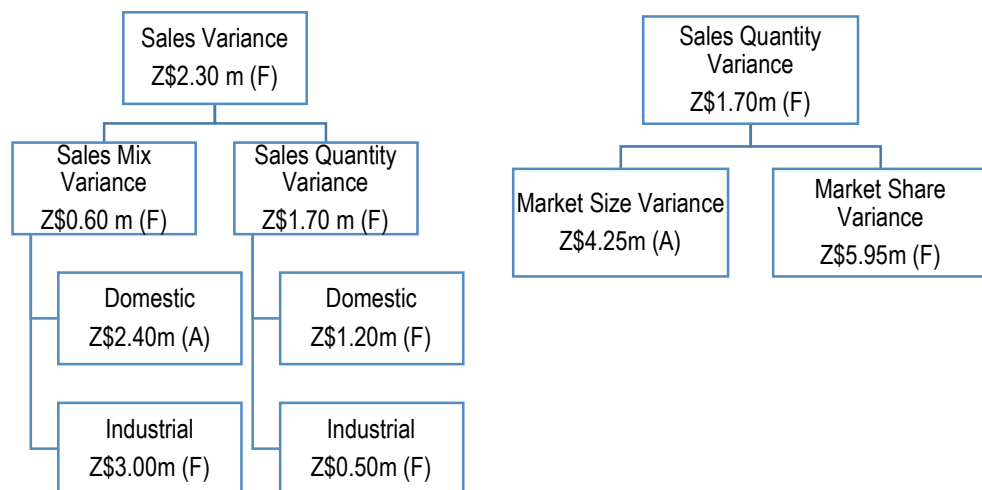 Sales Variance
Z$2.30 m (F)
Sales Mix
Variance
Z$0.60 m (F)
Sales Quantity
Variance
Z$1.70 m (F)
Domestic
Z$2.40m (A)
Domestic
Z$1.20m (F)
Industrial
Z$3.00m (F)
Industrial
Z$0.50m (F)
Sales Quantity
Variance
Z$1.70m (F)
Market Size Variance
Z$4.25m (A)
Market Share
Variance
Z$5.95m (F)